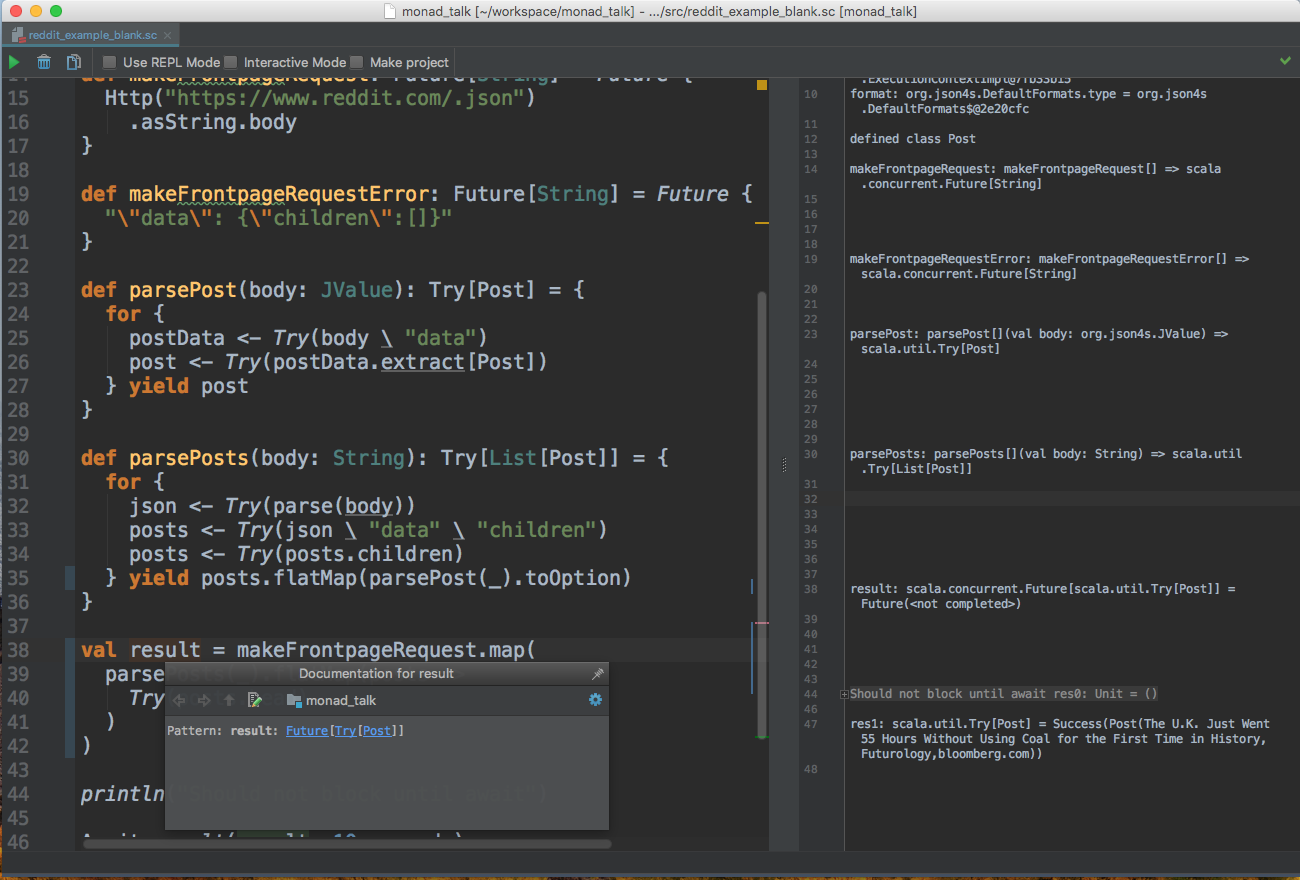 monad_talk [~/workspace/monad_talk] - .../src/reddit_example_blank.sc [monad_talk]
reddit_example_blank.sc
Use REPL Mode Interactive Mode Make project
15 Http("https://www.reddit.com/.json")
16 .asString.body
17 }
18
19 def makeFrontpageRequestError: Future[String] = Future {
20 "\"data\": {\"children\":[]}"
21 }
22
23 def parsePost(body: JValue): Try[Post] = {
24 for {
25 postData <- Try(body \ "data")
26 post <- Try(postData.extract[Post])
27 } yield post
28 }
29
30 def parsePosts(body: String): Try[List[Post]] = {
31 for {
32 json <- Try(parse(body))
33 posts <- Try(json \ "data" \ "children")
34 posts <- Try(posts.children)
35 } yield posts.flatMap(parsePost(_).toOption)
36 }
37
38 val result = makeFrontpageRequest.map(
39 parse
40 Try
41 )
42 )
43
44 println
45
46
Documentation for result
monad_talk
Pattern: result: Future[Try[Post]]
.ExecutionContextImpl@7fb33b15
10 format: org.json4s.DefaultFormats.type = org.json4s
.DefaultFormats$@2e20cfc
11
12 defined class Post
13
14 makeFrontpageRequest: makeFrontpageRequest[] => scala
.concurrent.Future[String]
15
16
17
18
19 makeFrontpageRequestError: makeFrontpageRequestError[] =>
scala.concurrent.Future[String]
20
21
22
23 parsePost: parsePost[](val body: org.json4s.JValue) =>
scala.util.Try[Post]
24
25
26
27
28
29
30 parsePosts: parsePosts[](val body: String) => scala.util
.Try[List[Post]]
31
32
33
34
35
36
37
38 result: scala.concurrent.Future[scala.util.Try[Post]] =
Future(<not completed>)
39
40
41
42
43
44 Should not block until await res0: Unit = ()
46
47 res1: scala.util.Try[Post] = Success(Post(The U.K. Just Went
55 Hours Without Using Coal for the First Time in History,
Futurology,bloomberg.com))
48